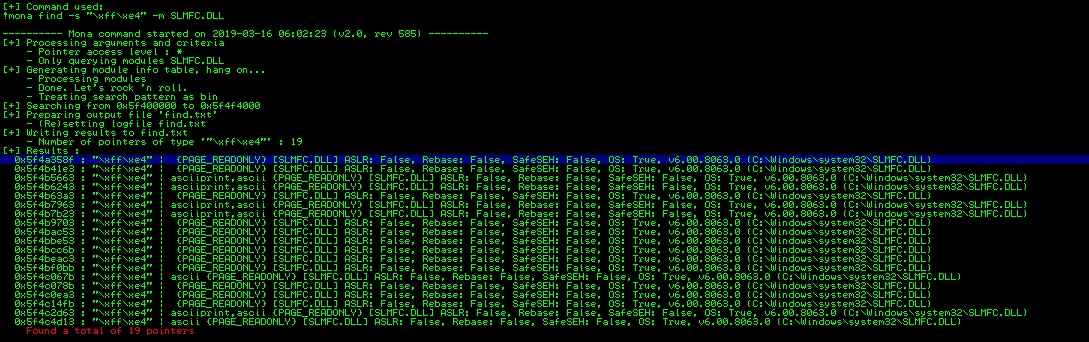 [+] Command used:
!mona find -s "\xff\xe4" -m SLMFC.DLL
---------- Mona command started on 2019-03-16 06:02:23 (v2.0, rev 585) ----------
[+] Processing arguments and criteria
- Pointer access level : *
- Only querying modules SLMFC.DLL
[+] Generating module info table, hang on...
- Processing modules
- Done. Let's rock 'n roll.
- Treating search pattern as bin
[+] Searching from 0x5f400000 to 0x5f4f4000
[+] Preparing output file 'find.txt'
- (Re)setting logfile find.txt
[+] Writing results to find.txt
- Number of pointers of type '"\xff\xe4"' : 19
[+] Results :
0x5f4a358f : "\xff\xe4" | {PAGE_READONLY} [SLMFC.DLL] ASLR: False, Rebase: False, SafeSEH: False, OS: True, v6.00.8063.0 (C:\Windows\system32\SLMFC.DLL)
0x5f4b41e3 : "\xff\xe4" | {PAGE_READONLY} [SLMFC.DLL] ASLR: False, Rebase: False, SafeSEH: False, OS: True, v6.00.8063.0 (C:\Windows\system32\SLMFC.DLL)
0x5f4b5663 : "\xff\xe4" | asciiprint,ascii {PAGE_READONLY} [SLMFC.DLL] ASLR: False, Rebase: False, SafeSEH: False, OS: True, v6.00.8063.0 (C:\Windows\system32\SLMFC.DLL)
0x5f4b6243 : "\xff\xe4" | asciiprint,ascii {PAGE_READONLY} [SLMFC.DLL] ASLR: False, Rebase: False, SafeSEH: False, OS: True, v6.00.8063.0 (C:\Windows\system32\SLMFC.DLL)
0x5f4b63a3 : "\xff\xe4" | {PAGE_READONLY} [SLMFC.DLL] ASLR: False, Rebase: False, SafeSEH: False, OS: True, v6.00.8063.0 (C:\Windows\system32\SLMFC.DLL)
0x5f4b7963 : "\xff\xe4" | asciiprint,ascii {PAGE_READONLY} [SLMFC.DLL] ASLR: False, Rebase: False, SafeSEH: False, OS: True, v6.00.8063.0 (C:\Windows\system32\SLMFC.DLL)
0x5f4b7b23 : "\xff\xe4" | asciiprint,ascii {PAGE_READONLY} [SLMFC.DLL] ASLR: False, Rebase: False, SafeSEH: False, OS: True, v6.00.8063.0 (C:\Windows\system32\SLMFC.DLL)
0x5f4b9703 : "\xff\xe4" | {PAGE_READONLY} [SLMFC.DLL] ASLR: False, Rebase: False, SafeSEH: False, OS: True, v6.00.8063.0 (C:\Windows\system32\SLMFC.DLL)
0x5f4bac53 : "\xff\xe4" | {PAGE_READONLY} [SLMFC.DLL] ASLR: False, Rebase: False, SafeSEH: False, OS: True, v6.00.8063.0 (C:\Windows\system32\SLMFC.DLL)
0x5f4bbe53 : "\xff\xe4" | {PAGE_READONLY} [SLMFC.DLL] ASLR: False, Rebase: False, SafeSEH: False, OS: True, v6.00.8063.0 (C:\Windows\system32\SLMFC.DLL)
0x5f4bcc6b : "\xff\xe4" | {PAGE_READONLY} [SLMFC.DLL] ASLR: False, Rebase: False, SafeSEH: False, OS: True, v6.00.8063.0 (C:\Windows\system32\SLMFC.DLL)
0x5f4beac3 : "\xff\xe4" | {PAGE_READONLY} [SLMFC.DLL] ASLR: False, Rebase: False, SafeSEH: False, OS: True, v6.00.8063.0 (C:\Windows\system32\SLMFC.DLL)
0x5f4bf0bb : "\xff\xe4" | {PAGE_READONLY} [SLMFC.DLL] ASLR: False, Rebase: False, SafeSEH: False, OS: True, v6.00.8063.0 (C:\Windows\system32\SLMFC.DLL)
0x5f4c067b : "\xff\xe4" | ascii {PAGE_READONLY} [SLMFC.DLL] ASLR: False, Rebase: False, SafeSEH: False, OS: True, v6.00.8063.0 (C:\Windows\system32\SLMFC.DLL)
0x5f4c078b : "\xff\xe4" | {PAGE_READONLY} [SLMFC.DLL] ASLR: False, Rebase: False, SafeSEH: False, OS: True, v6.00.8063.0 (C:\Windows\system32\SLMFC.DLL)
0x5f4c0ea3 : "\xff\xe4" | {PAGE_READONLY} [SLMFC.DLL] ASLR: False, Rebase: False, SafeSEH: False, OS: True, v6.00.8063.0 (C:\Windows\system32\SLMFC.DLL)
0x5f4c14fb : "\xff\xe4" | {PAGE_READONLY} [SLMFC.DLL] ASLR: False, Rebase: False, SafeSEH: False, OS: True, v6.00.8063.0 (C:\Windows\system32\SLMFC.DLL)
0x5f4c2d63 : "\xff\xe4" | asciiprint,ascii {PAGE_READONLY} [SLMFC.DLL] ASLR: False, Rebase: False, SafeSEH: False, OS: True, v6.00.8063.0 (C:\Windows\system32\SLMFC.DLL)
0x5f4c4d13 : "\xff\xe4" | ascii {PAGE_READONLY} [SLMFC.DLL] ASLR: False, Rebase: False, SafeSEH: False, OS: True, v6.00.8063.0 (C:\Windows\system32\SLMFC.DLL)
Found a total of 19 pointers